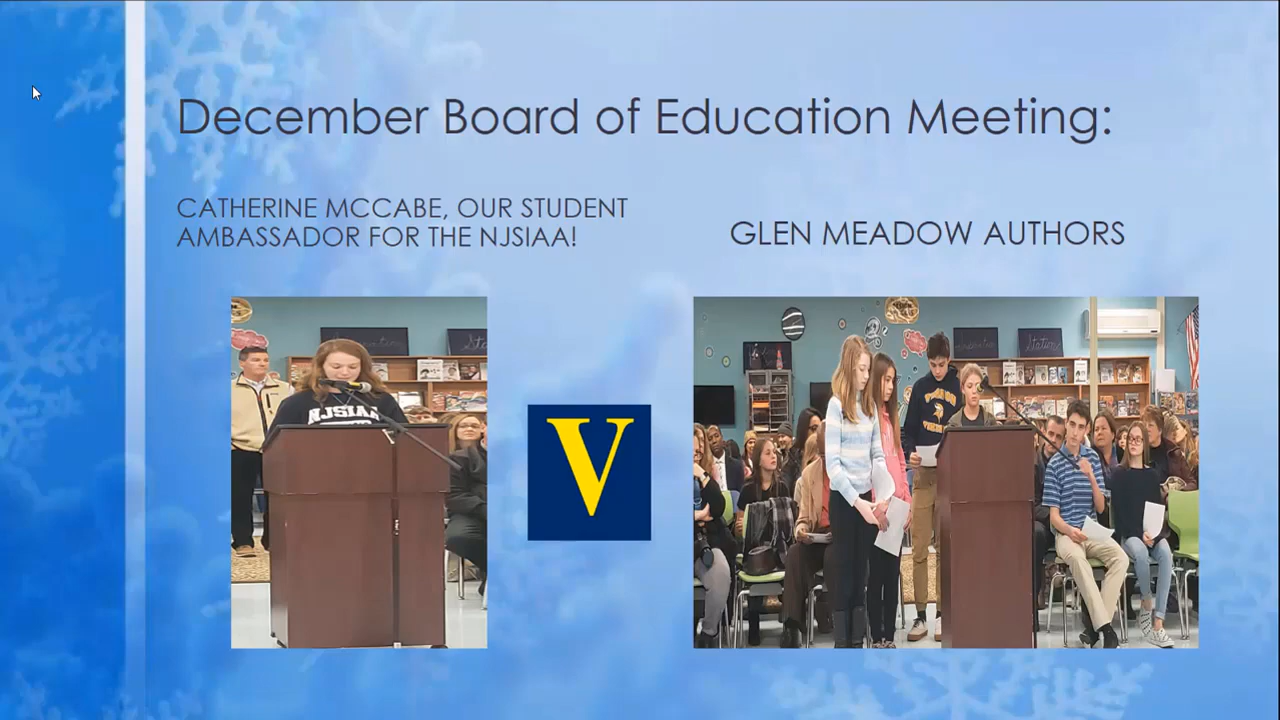 December Board of Education Meeting:
CATHERINE MCCABE, OUR STUDENT
AMBASSADOR FOR THE NJSIAA!
GLEN MEADOW AUTHORS
NJSIAA
V